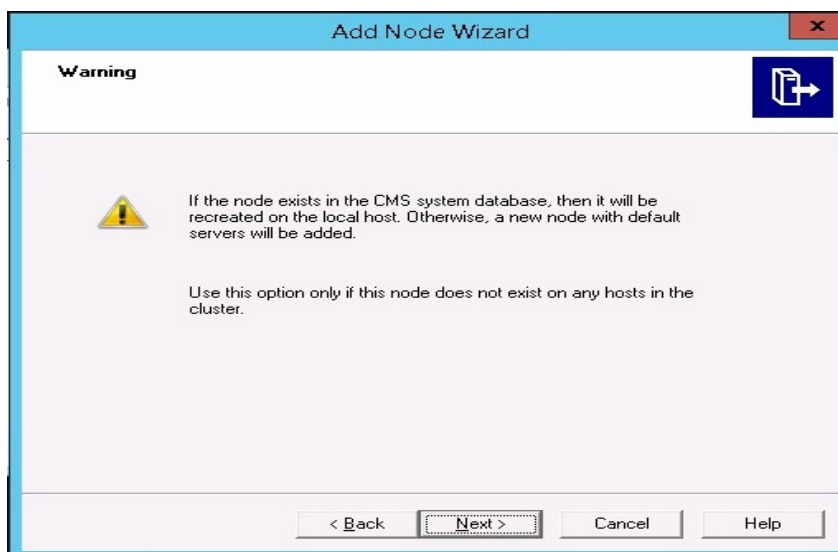 Add Node Wizard
Warning
If the node exists in the CMS system database, then it will be
recreated on the local host. Otherwise, a new node with default
servers will be added.
Use this option only if this node does not exist on any hosts in the
cluster.
< Back Next > Cancel Help